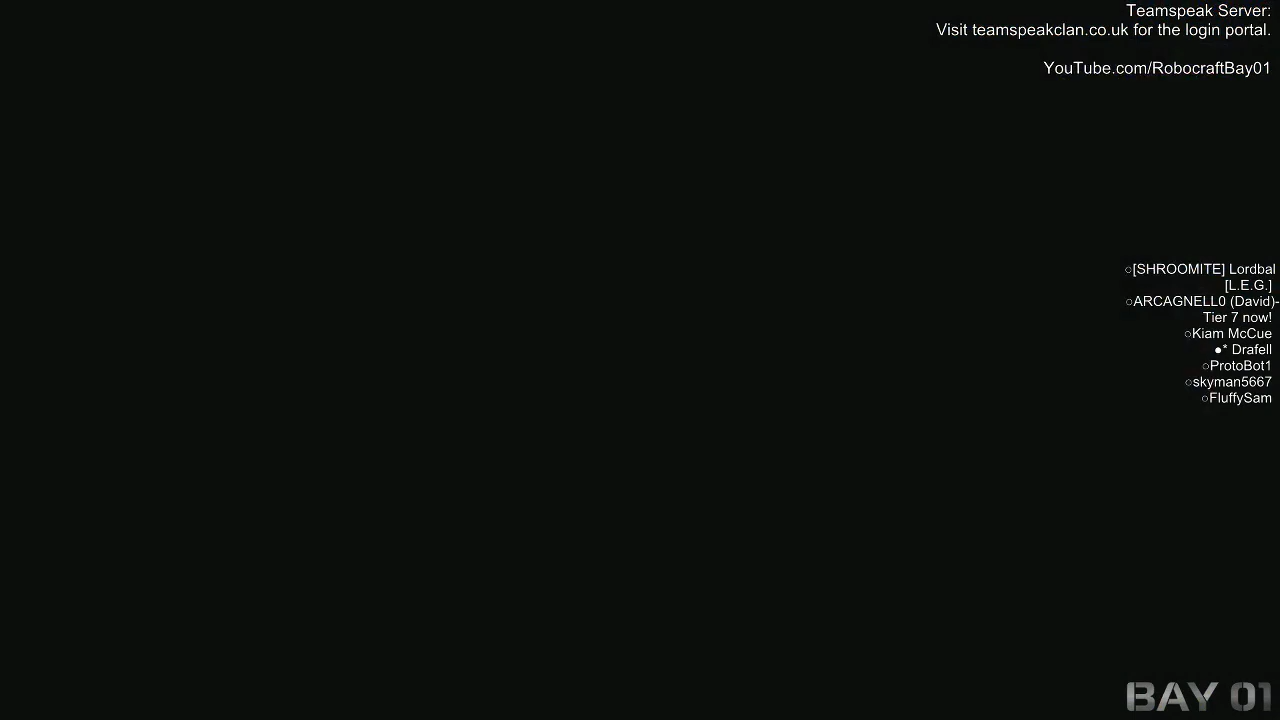 Teamspeak Server:
Visit teamspeakclan.co.uk for the login portal.
YouTube.com/RobocraftBay01
○[SHROOMITE] Lordbal
[L.E.G.]
○ARCAGNELL0 (David)-
Tier 7 now!
○Kiam McCue
●* Drafell
○ProtoBot1
○skyman5667
○FluffySam
BAY 01